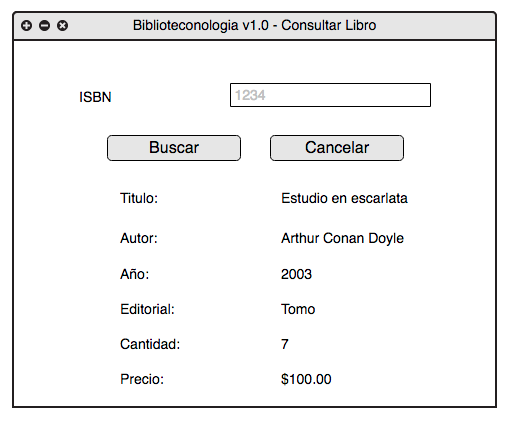 Biblioteconologia v1.0 - Consultar Libro
ISBN 1234
Buscar Cancelar
Titulo: Estudio en escarlata
Autor: Arthur Conan Doyle
Año: 2003
Editorial: Tomo
Cantidad: 7
Precio: $100.00